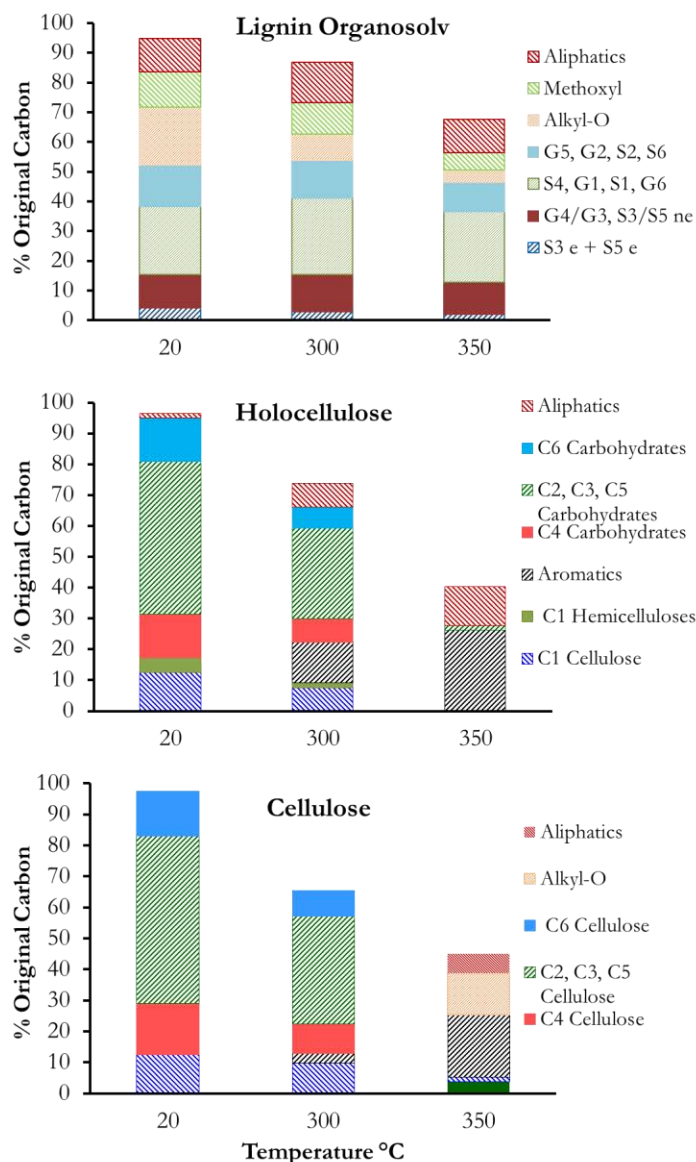 Lignin Organosolv
% Original Carbon
100
90
80
70
60
50
40
30
20
10
0
20
300
350
Aliphatics
Methoxyl
Alkyl-O
G5, G2, S2, S6
S4, G1, S1, G6
G4/G3, S3/S5 ne
S3 e + S5 e
Holocellulose
% Original Carbon
100
90
80
70
60
50
40
30
20
10
0
20
300
350
Aliphatics
C6 Carbohydrates
C2, C3, C5
Carbohydrates
C4 Carbohydrates
Aromatics
C1 Hemicelluloses
C1 Cellulose
Cellulose
% Original Carbon
100
90
80
70
60
50
40
30
20
10
0
20
300
350
Temperature °C
Aliphatics
Alkyl-O
C6 Cellulose
C2, C3, C5
Cellulose
C4 Cellulose